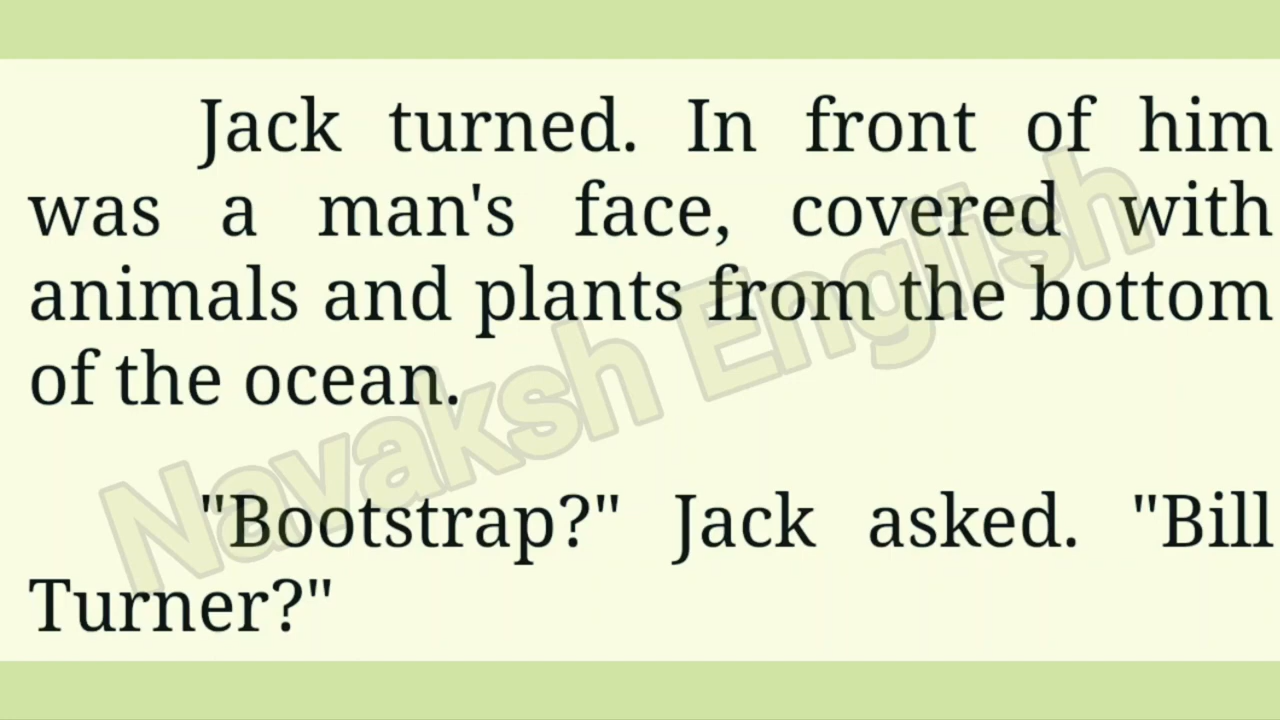 Jack turned. In front of him
was a man's face, covered with
animals and plants from the bottom
of the ocean.
"Bootstrap?" Jack asked. "Bill
Turner?"
Navaksh English